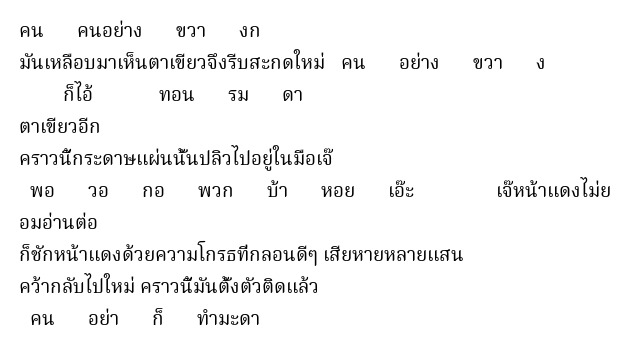 คน คนอย่าง ขวา งก
มันเหลือบมาเห็นตาเขียวจึงรีบสะกดใหม่ คน อย่าง ขวา ง
ก็ไอ้ ทอน รม ดา
ตาเขียวอีก
คราวนี้กระดาษแผ่นนั้นปลิวไปอยู่ในมือเจ๊
พอ วอ กอ พวก บ้า หอย เอ๊ะ เจ๊หน้าแดงไม่ย
อมอ่านต่อ
ก็ชักหน้าแดงด้วยความโกรธที่กลอนดีๆ เสียหายหลายแสน
คว้ากลับไปใหม่ คราวนี้มันตั้งตัวติดแล้ว
คน อย่า ก็ ทำมะดา